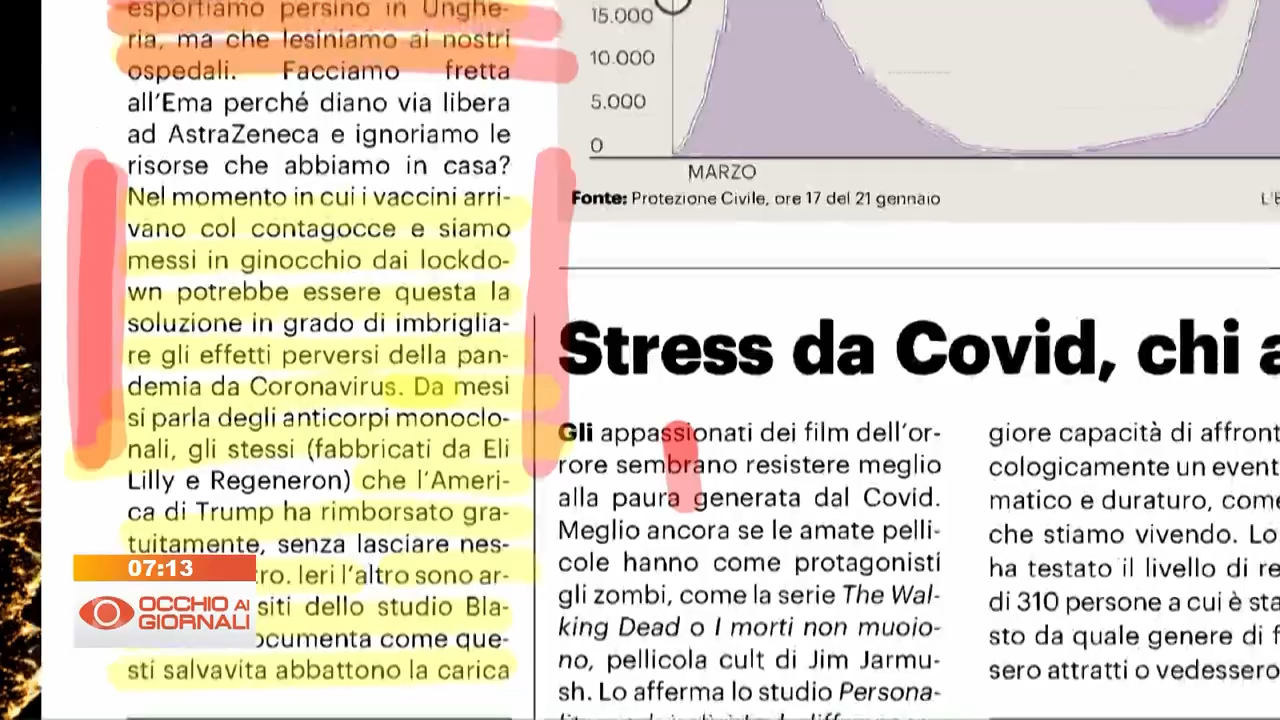 esportiamo persino in Unghe-
ria, ma che lesiniamo ai nostri
ospedali. Facciamo fretta
all'Ema perché diano via libera
ad AstraZeneca e ignoriamo le
risorse che abbiamo in casa?
Nel momento in cui i vaccini arri-
vano col contagocce e siamo
messi in ginocchio dai lockdo-
wn potrebbe essere questa la
soluzione in grado di imbriglia-
re gli effetti perversi della pan-
demia da Coronavirus. Da mesi
si parla degli anticorpi monoclo-
nali, gli stessi (fabbricati da Eli
Lilly e Regeneron) che l'Ameri-
ca di Trump ha rimborsato gra-
tuitamente, senza lasciare nes-
tro. Ieri l'altro sono ar-
siti dello studio Bla-
ocumenta come que-
sti salvavita abbattono la carica
07:13
OCCHIO AI
GIORNALI
15.000
10.000
5.000
0
MARZO
Fonte: Protezione Civile, ore 17 del 21 gennaio
L'E
Stress da Covid, chi a
Gli appassionati dei film dell'or-
rore sembrano resistere meglio
alla paura generata dal Covid.
Meglio ancora se le amate pelli-
cole hanno come protagonisti
gli zombi, come la serie The Wal-
king Dead o I morti non muoio-
no, pellicola cult di Jim Jarmu-
sh. Lo afferma lo studio Persona-
giore capacità di affront
cologicamente un event
matico e duraturo, come
che stiamo vivendo. Lo
ha testato il livello di re
di 310 persone a cui è sta
sto da quale genere di f
sero attratti o vedessero